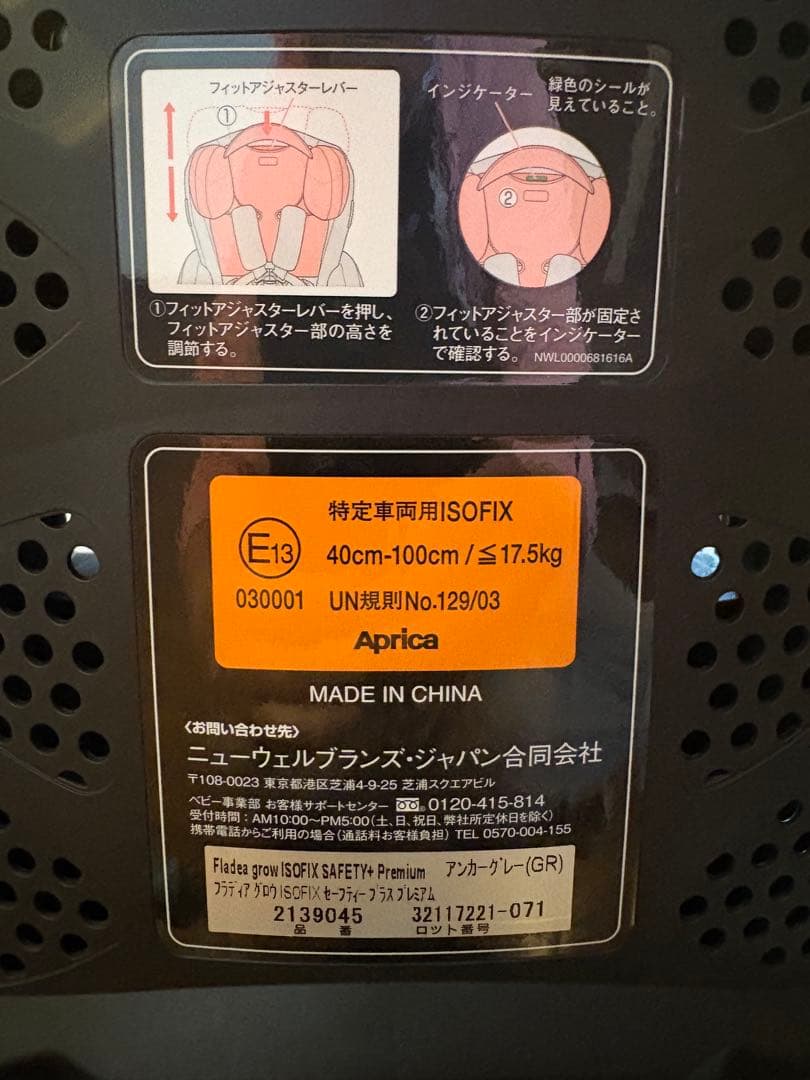 フィットアジャスターレバー
①
インジケーター
緑色のシールが
見えていること。
②
①フィットアジャスターレバーを押し、
フィットアジャスター部の高さを
調節する。
②フィットアジャスター部が固定さ
れていることをインジケーター
で確認する。 NWL0000681616A
特定車両用ISOFIX
E13 40cm-100cm/≦17.5kg
030001 UN規則No.129/03
Aprica
MADE IN CHINA
〈お問い合わせ先〉
ニューウェルブランズ・ジャパン合同会社
〒108-0023 東京都港区芝浦4-9-25 芝浦スクエアビル
ベビー事業部 お客様サポートセンター 0120-415-814
受付時間：AM10:00〜PM5:00(土、日、祝日、弊社所定休日を除く)
携帯電話からご利用の場合(通話料お客様負担) TEL 0570-004-155
Fladea grow ISOFIX SAFETY+ Premium アンカーグレー(GR)
フラディア グロウ ISOFIX セーフティー プラス プレミアム
2139045 32117221-071
品番 ロット番号